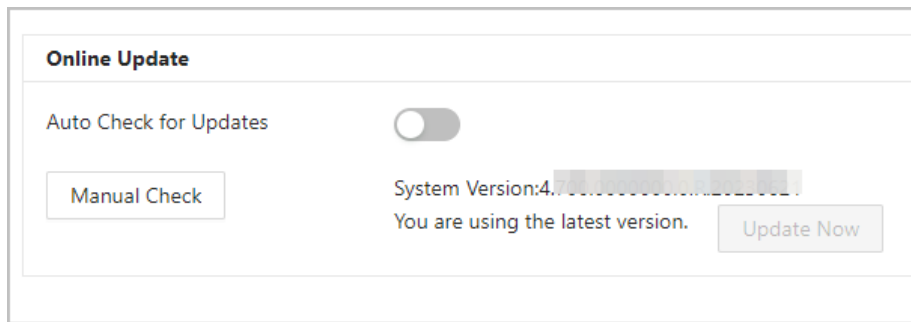 Online Update
Auto Check for Updates
Manual Check
System Version:4.
You are using the latest version.
Update Now